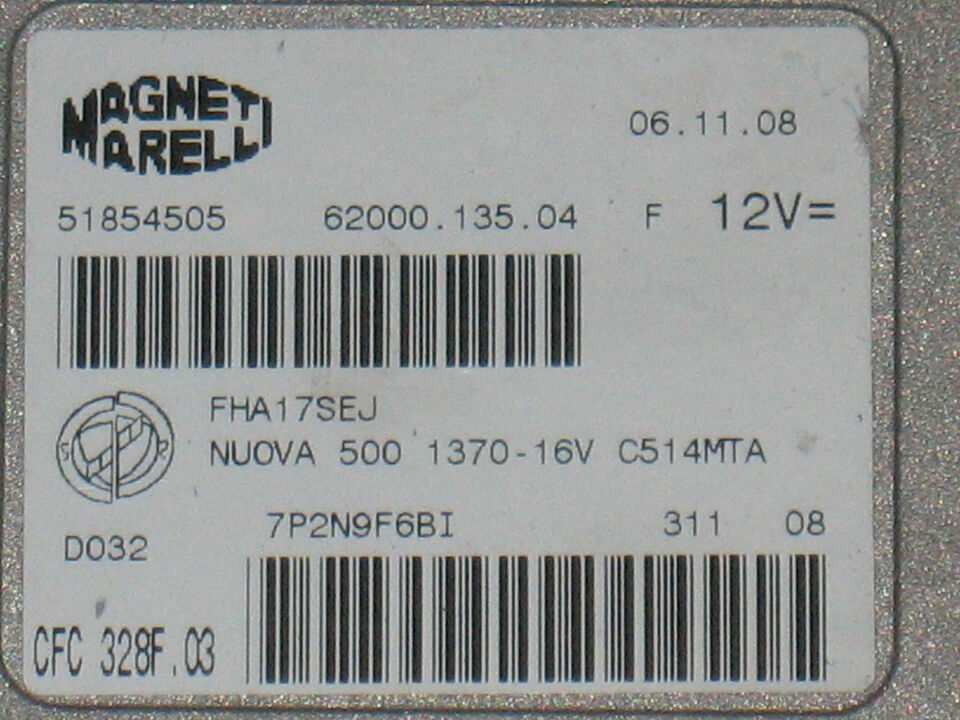 MAGNETI
MARELLI
06.11.08
51854505 62000.135.04 F 12V=
FHA17SEJ
NUOVA 500 1370-16V C514MTA
7P2N9F6BI 311 08
D032
CFC 328F.03